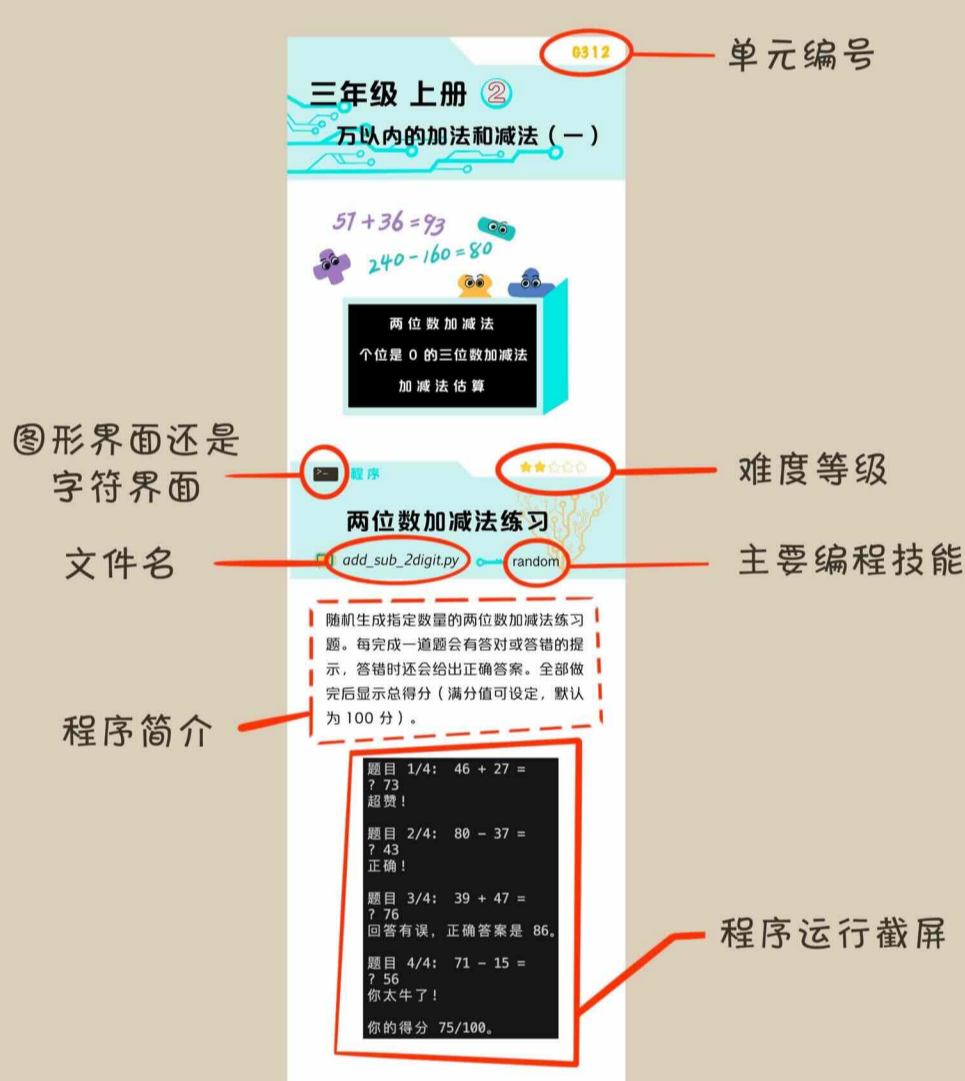 G312
单元编号
三年级 上册 ②
万以内的加法和减法（一）
57+36=93
240-160=80
两位数加减法
个位是 0 的三位数加减法
加减法估算
图形界面还是
字符界面
>_ 程序
难度等级
两位数加减法练习
文件名
add_sub_2digit.py
random
主要编程技能
随机生成指定数量的两位数加减法练习
题。每完成一道题会有答对或答错的提
示，答错时还会给出正确答案。全部做
完后显示总得分（满分值可设定，默认
为 100 分）。
程序简介
题目 1/4: 46 + 27 =
? 73
超赞！
题目 2/4: 80 - 37 =
? 43
正确！
题目 3/4: 39 + 47 =
? 76
回答有误，正确答案是 86。
题目 4/4: 71 - 15 =
? 56
你太牛了！
你的得分 75/100。
程序运行截屏